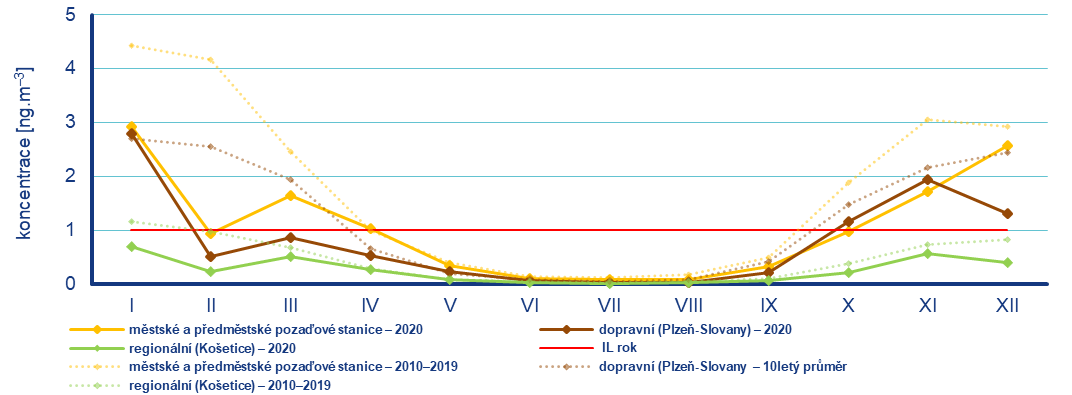 koncentrace [ng.m⁻³]
5
4
3
2
1
0
I II III IV V VI VII VIII IX X XI XII
městské a předměstské pozaďové stanice – 2020
dopravní (Plzeň-Slovany) – 2020
regionální (Košetice) – 2020
IL rok
městské a předměstské pozaďové stanice – 2010–2019
dopravní (Plzeň-Slovany – 10letý průměr
regionální (Košetice) – 2010–2019